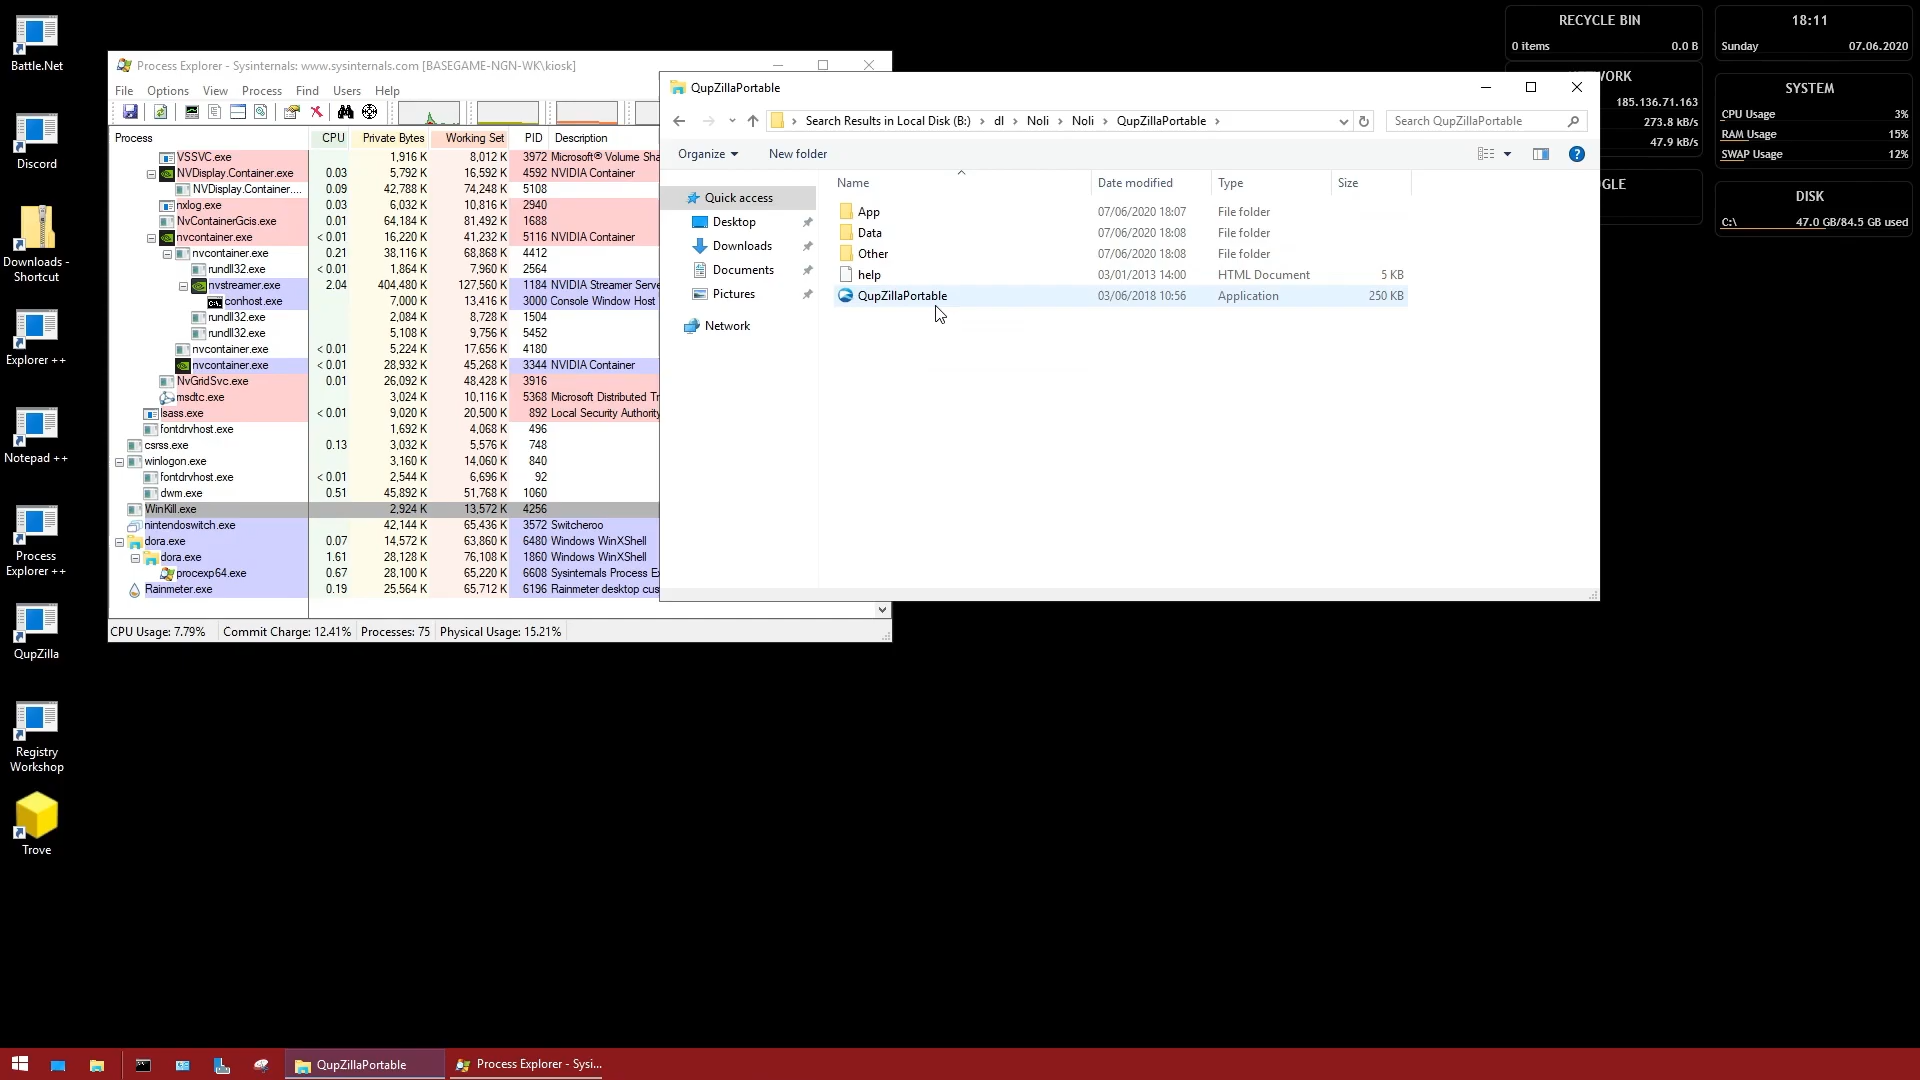 Battle.Net
Discord
Downloads -
Shortcut
Explorer ++
Notepad ++
Process
Explorer ++
QupZilla
Registry
Workshop
Trove
Process Explorer - Sysinternals: www.sysinternals.com [BASEGAME-NGN-WK\kiosk]
File Options View Process Find Users Help
Process CPU Private Bytes Working Set PID Description
VSSVC.exe 1,916 K 8,012 K 3972 Microsoft® Volume Sha
NVDisplay.Container.exe 0.03 5,792 K 16,592 K 4592 NVIDIA Container
NVDisplay.Container.... 0.09 42,788 K 74,248 K 5108
nxlog.exe 0.03 6,032 K 10,816 K 2940
NvContainerGcis.exe 0.01 64,184 K 81,492 K 1688
nvcontainer.exe < 0.01 16,220 K 41,232 K 5116 NVIDIA Container
nvcontainer.exe 0.21 38,116 K 68,868 K 4412
rundll32.exe < 0.01 1,864 K 7,960 K 2564
nvstreamer.exe 2.04 404,480 K 127,560 K 1184 NVIDIA Streamer Serve
conhost.exe 7,000 K 13,416 K 3000 Console Window Host
rundll32.exe 2,084 K 8,728 K 1504
rundll32.exe 5,108 K 9,756 K 5452
nvcontainer.exe < 0.01 5,224 K 17,656 K 4180
nvcontainer.exe < 0.01 28,932 K 45,268 K 3344 NVIDIA Container
NvGridSvc.exe 0.01 26,092 K 48,428 K 3916
msdtc.exe 3,024 K 10,116 K 5368 Microsoft Distributed Tr
lsass.exe < 0.01 9,020 K 20,500 K 892 Local Security Authority
fontdrvhost.exe 1,692 K 4,068 K 496
csrss.exe 0.13 3,032 K 5,576 K 748
winlogon.exe 3,160 K 14,060 K 840
fontdrvhost.exe < 0.01 2,544 K 6,696 K 92
dwm.exe 0.51 45,892 K 51,768 K 1060
WinKill.exe 2,924 K 13,572 K 4256
nintendoswitch.exe 42,144 K 65,436 K 3572 Switcheroo
dora.exe 0.07 14,572 K 63,860 K 6480 Windows WinXShell
dora.exe 1.61 28,128 K 76,108 K 1860 Windows WinXShell
procexp64.exe 0.67 28,100 K 65,220 K 6608 Sysinternals Process Ex
Rainmeter.exe 0.19 25,564 K 65,712 K 6196 Rainmeter desktop cus
CPU Usage: 7.79% Commit Charge: 12.41% Processes: 75 Physical Usage: 15.21%
QupZillaPortable
Search Results in Local Disk (B:) dl Noli Noli QupZillaPortable
Search QupZillaPortable
Organize New folder
Quick access
Desktop
Downloads
Documents
Pictures
Network
Name Date modified Type Size
App 07/06/2020 18:07 File folder
Data 07/06/2020 18:08 File folder
Other 07/06/2020 18:08 File folder
help 03/01/2013 14:00 HTML Document 5 KB
QupZillaPortable 03/06/2018 10:56 Application 250 KB
RECYCLE BIN
0 items 0.0 B
WORK
185.136.71.163
273.8 kB/s
47.9 kB/s
GLE
18:11
Sunday 07.06.2020
SYSTEM
CPU Usage 3%
RAM Usage 15%
SWAP Usage 12%
DISK
C:\ 47.0 GB/84.5 GB used
QupZillaPortable
Process Explorer - Sysi...